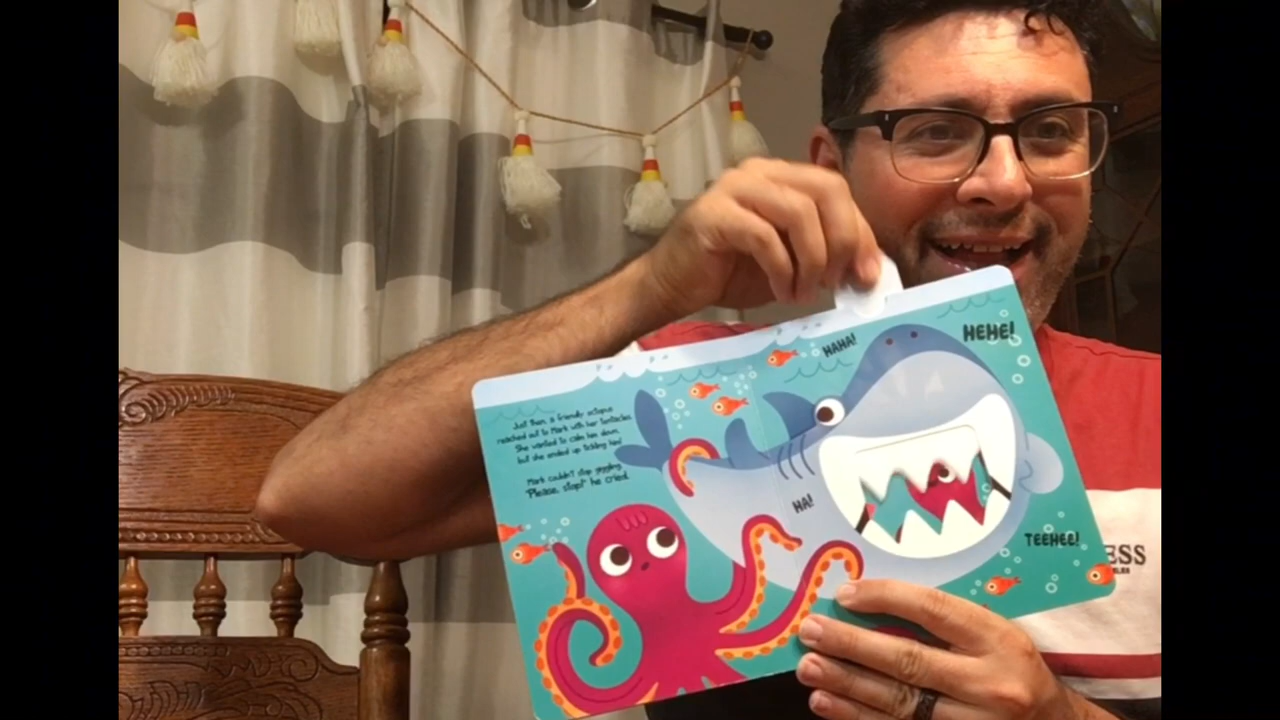 Just then, a friendly octopus
reached out to Mark with her tentacles.
She wanted to calm him down,
but she ended up tickling him!
Mark couldn't stop giggling.
"Please, stop!" he cried.
HAHA!
HEHE!
HA!
TEEHEE!
ESS